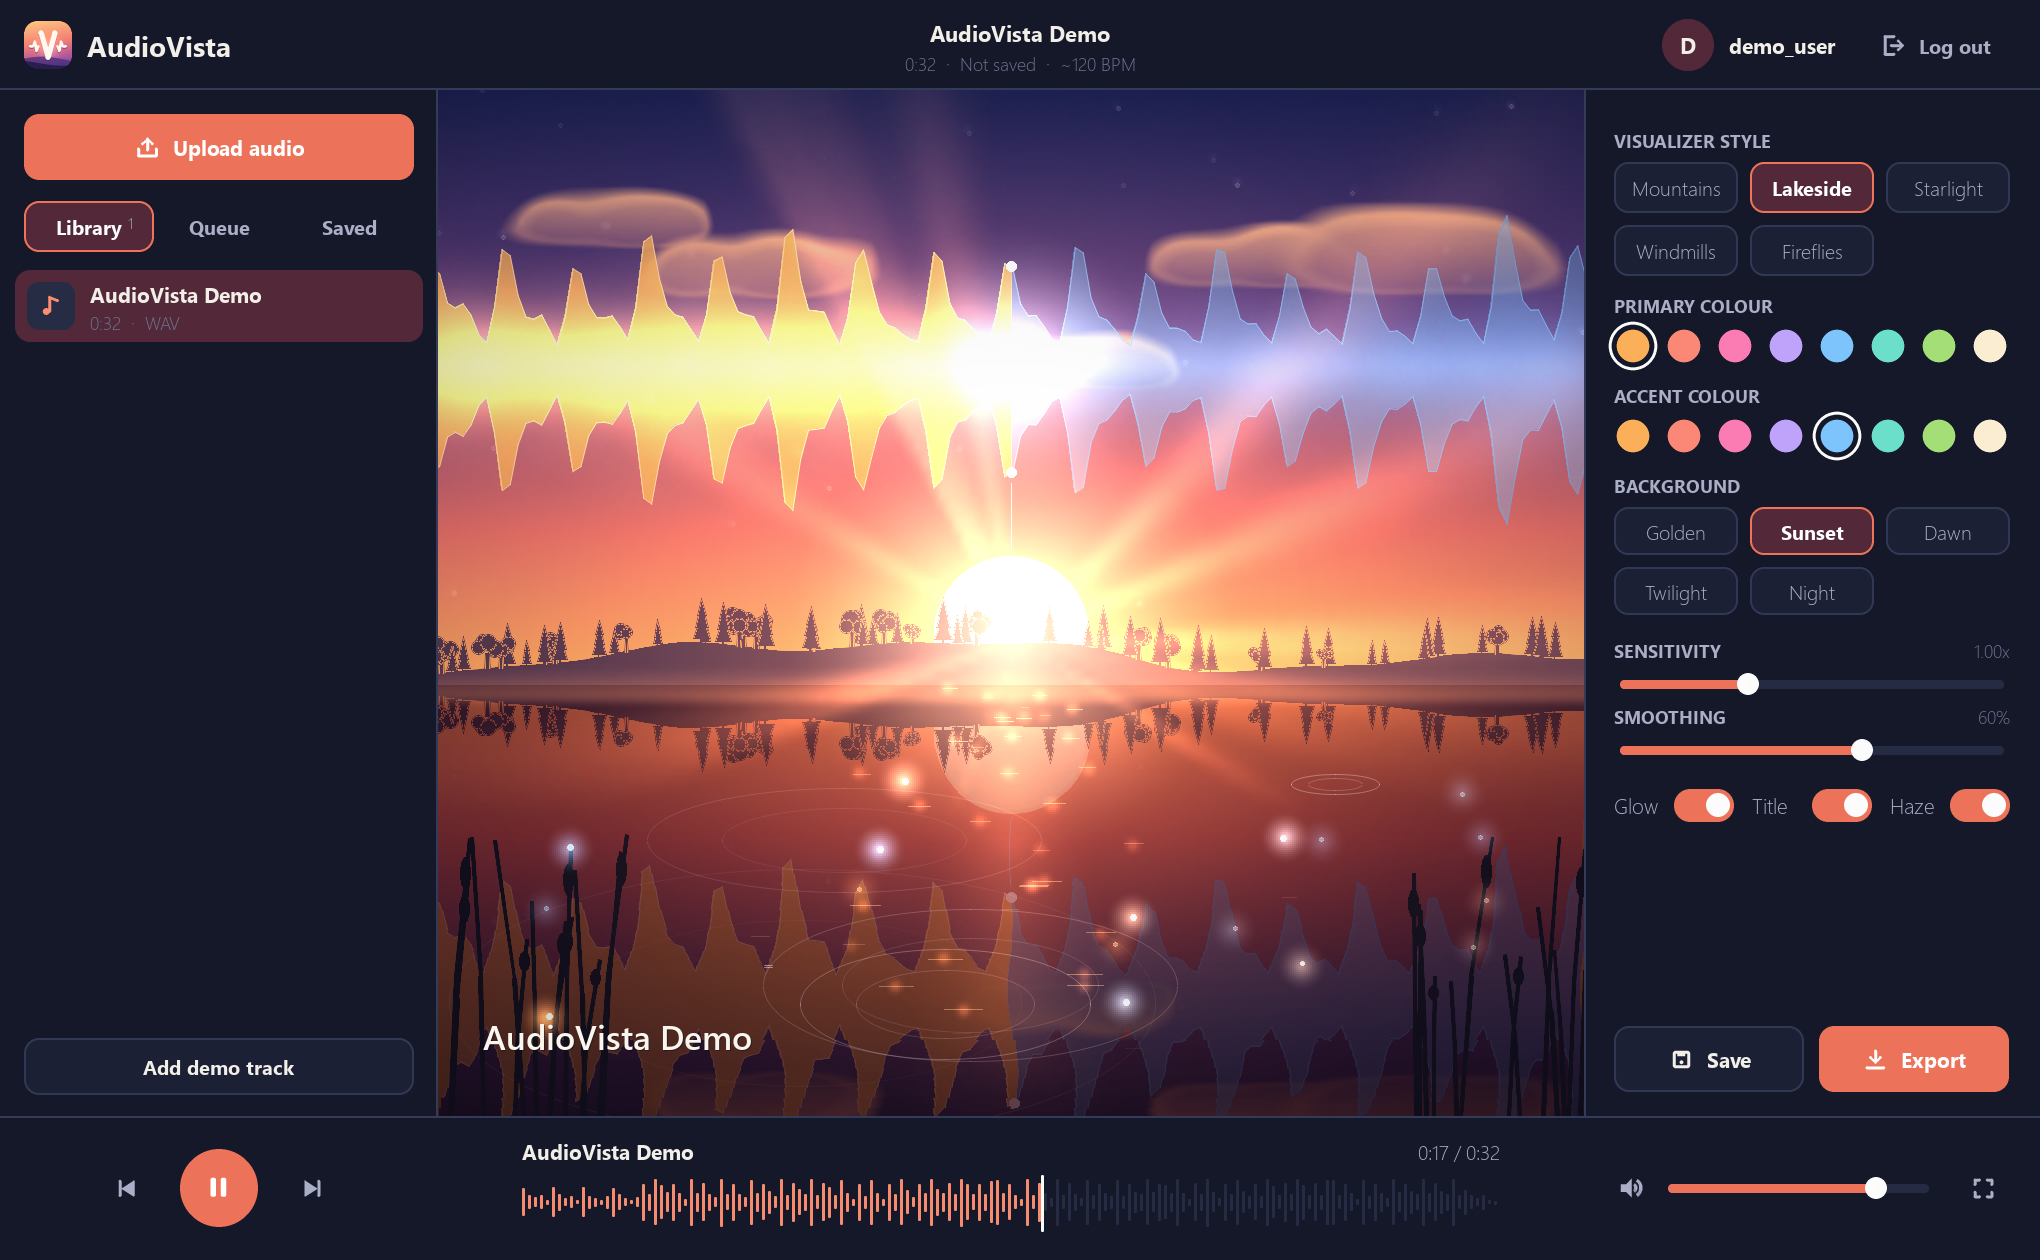 AudioVista
AudioVista Demo
0:32 · Not saved · ~120 BPM
D demo_user
Log out
Upload audio
Library 1 Queue Saved
AudioVista Demo
0:32 · WAV
Add demo track
AudioVista Demo
VISUALIZER STYLE
Mountains Lakeside Starlight
Windmills Fireflies
PRIMARY COLOUR
ACCENT COLOUR
BACKGROUND
Golden Sunset Dawn
Twilight Night
SENSITIVITY 1.00x
SMOOTHING 60%
Glow Title Haze
Save Export
AudioVista Demo 0:17 / 0:32